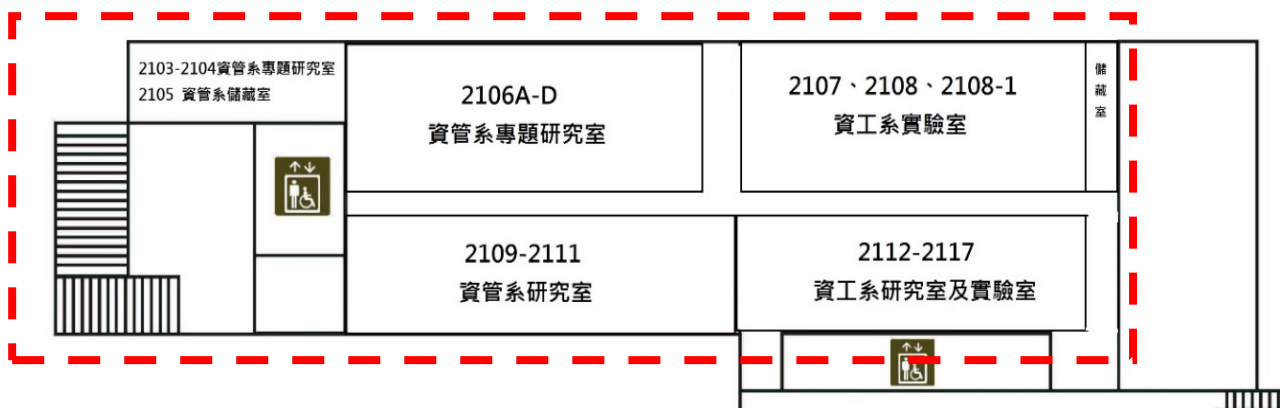 2103-2104資管系專題研究室
2105 資管系儲藏室
2106A-D
資管系專題研究室
2107、2108、2108-1
資工系實驗室
儲藏室
2109-2111
資管系研究室
2112-2117
資工系研究室及實驗室